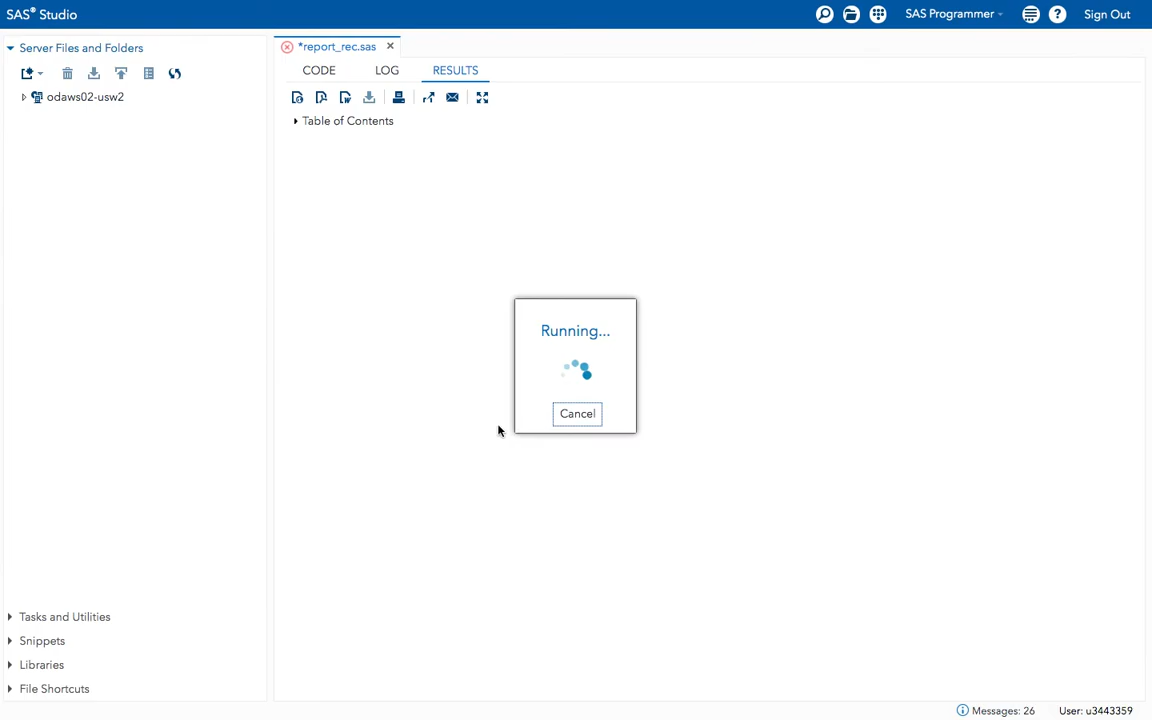 SAS® Studio
SAS Programmer
Sign Out
Server Files and Folders
odaws02-usw2
Tasks and Utilities
Snippets
Libraries
File Shortcuts
*report_rec.sas
CODE
LOG
RESULTS
Table of Contents
Running...
Cancel
Messages: 26
User: u3443359